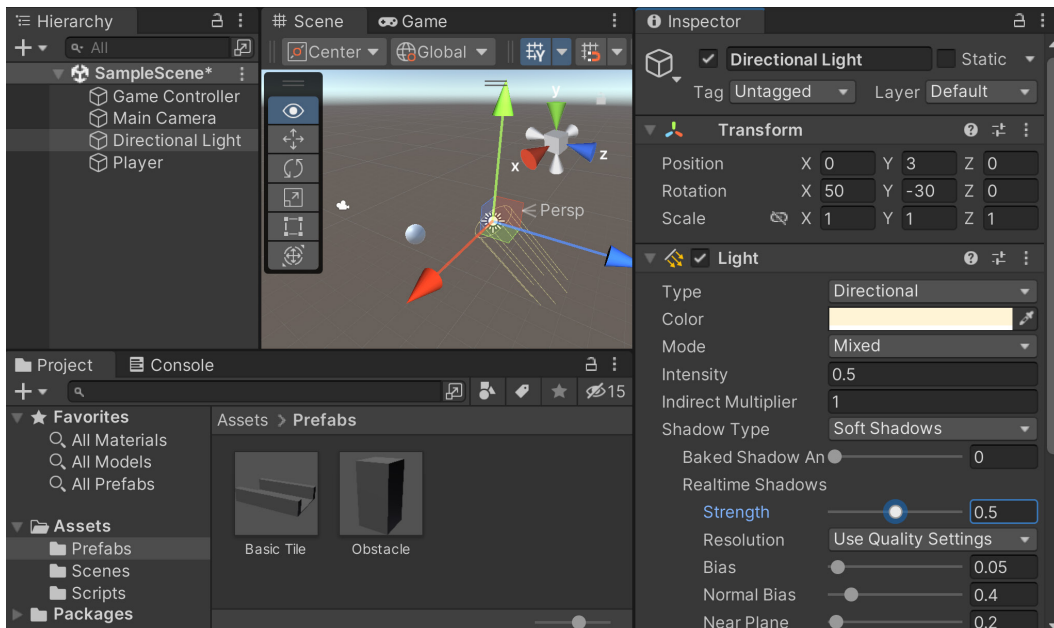 Hierarchy
All
SampleScene*
Game Controller
Main Camera
Directional Light
Player
Scene
Game
Center
Global
y
x
z
Persp
Project
Console
15
Favorites
All Materials
All Models
All Prefabs
Assets
Prefabs
Scenes
Scripts
Packages
Assets > Prefabs
Basic Tile
Obstacle
Inspector
Directional Light Static
Tag Untagged Layer Default
Transform
Position X 0 Y 3 Z 0
Rotation X 50 Y -30 Z 0
Scale X 1 Y 1 Z 1
Light
Type Directional
Color
Mode Mixed
Intensity 0.5
Indirect Multiplier 1
Shadow Type Soft Shadows
Baked Shadow An 0
Realtime Shadows
Strength 0.5
Resolution Use Quality Settings
Bias 0.05
Normal Bias 0.4
Near Plane 0.2